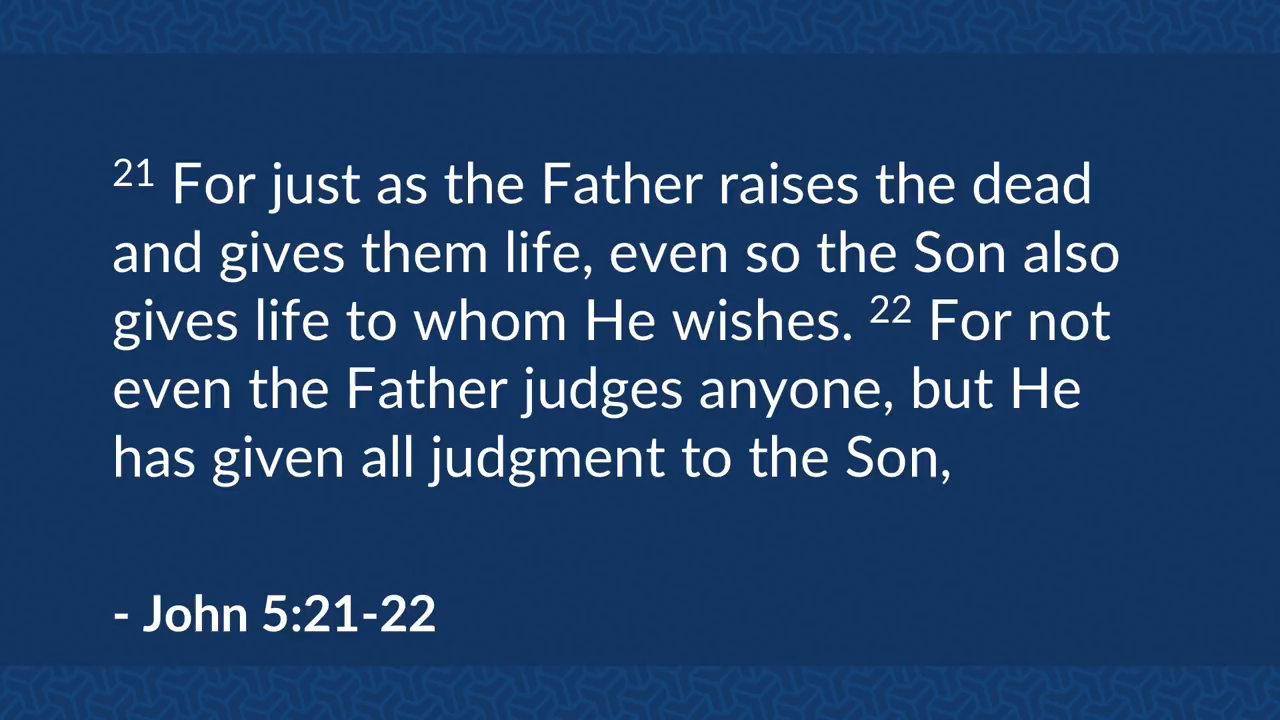 21 For just as the Father raises the dead
and gives them life, even so the Son also
gives life to whom He wishes. 22 For not
even the Father judges anyone, but He
has given all judgment to the Son,
- John 5:21-22